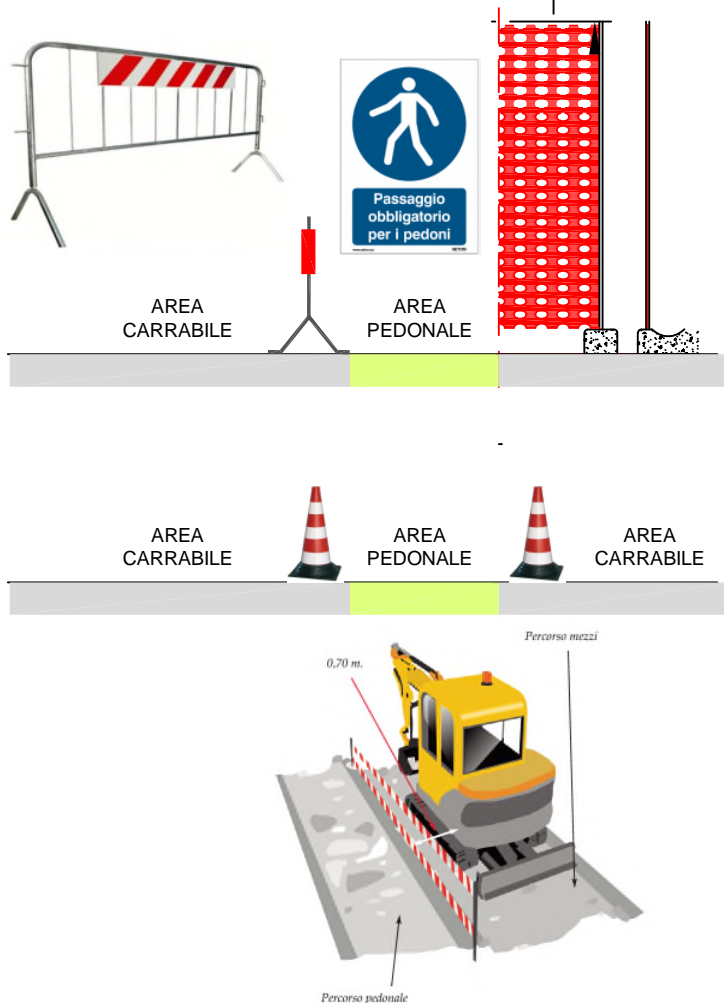 Passaggio
obbligatorio
per i pedoni
AREA
CARRABILE
AREA
PEDONALE
AREA
CARRABILE
AREA
PEDONALE
AREA
CARRABILE
Percorso mezzi
0,70 m.
Percorso pedonale